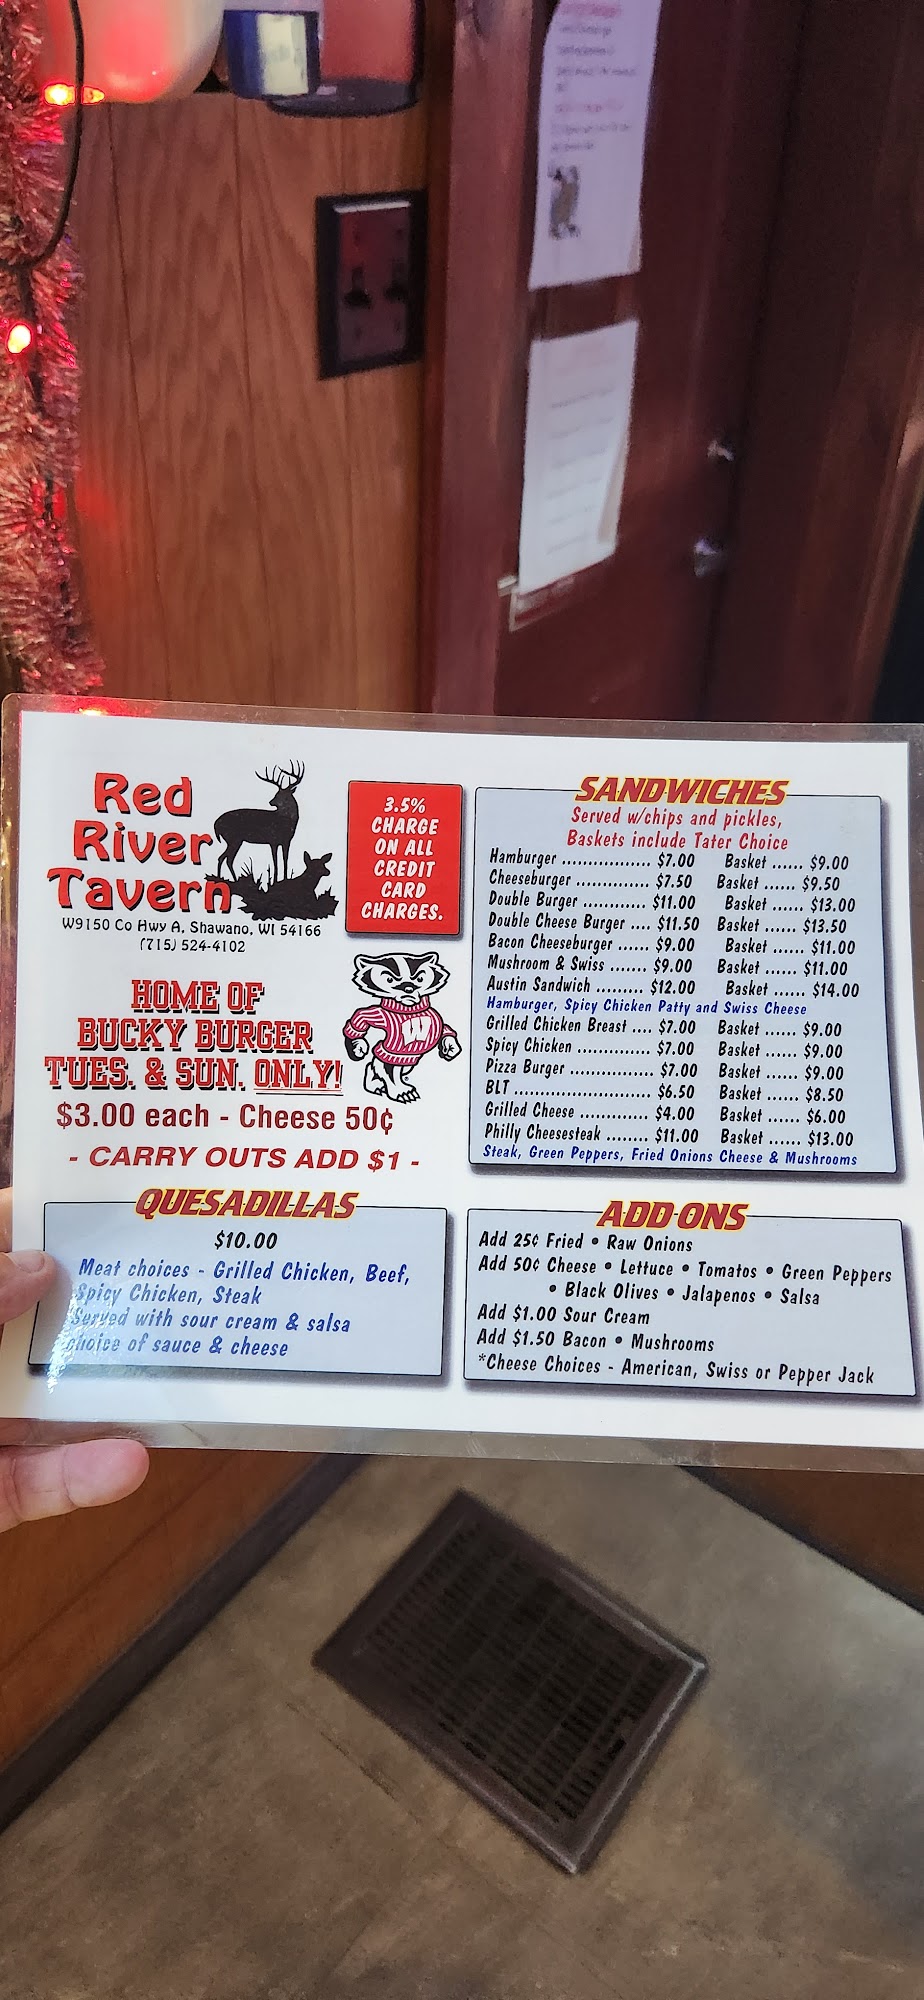 Red
River
Tavern
W9150 Co Hwy A, Shawano, WI 54166
(715) 524-4102
3.5%
CHARGE
ON ALL
CREDIT
CARD
CHARGES.
HOME OF
BUCKY BURGER
TUES. & SUN. ONLY!
$3.00 each - Cheese 50¢
- CARRY OUTS ADD $1 -
QUESADILLAS
$10.00
Meat choices - Grilled Chicken, Beef,
Spicy Chicken, Steak
Served with sour cream & salsa
choice of sauce & cheese
SANDWICHES
Served w/chips and pickles,
Baskets include Tater Choice
Hamburger ................. $7.00 Basket ...... $9.00
Cheeseburger .............. $7.50 Basket ...... $9.50
Double Burger ............ $11.00 Basket ...... $13.00
Double Cheese Burger .... $11.50 Basket ...... $13.50
Bacon Cheeseburger ...... $9.00 Basket ...... $11.00
Mushroom & Swiss ....... $9.00 Basket ...... $11.00
Austin Sandwich ......... $12.00 Basket ...... $14.00
Hamburger, Spicy Chicken Patty and Swiss Cheese
Grilled Chicken Breast .... $7.00 Basket ...... $9.00
Spicy Chicken .............. $7.00 Basket ...... $9.00
Pizza Burger ................ $7.00 Basket ...... $9.00
BLT .......................... $6.50 Basket ...... $8.50
Grilled Cheese ............. $4.00 Basket ...... $6.00
Philly Cheesesteak ........ $11.00 Basket ...... $13.00
Steak, Green Peppers, Fried Onions Cheese & Mushrooms
ADD-ONS
Add 25¢ Fried • Raw Onions
Add 50¢ Cheese • Lettuce • Tomatos • Green Peppers
• Black Olives • Jalapenos • Salsa
Add $1.00 Sour Cream
Add $1.50 Bacon • Mushrooms
*Cheese Choices - American, Swiss or Pepper Jack